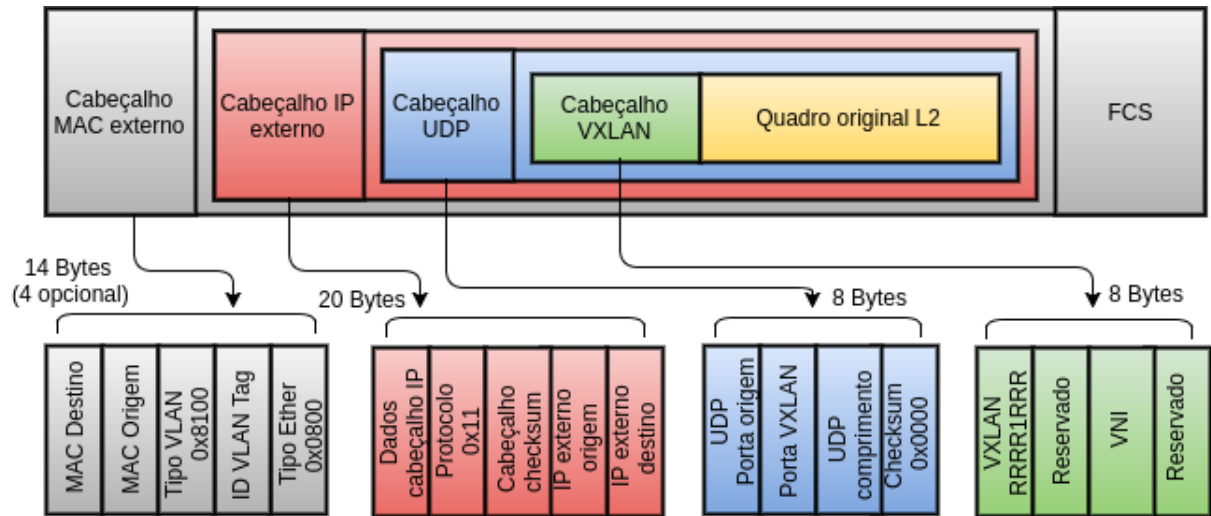 Cabeçalho
MAC externo
Cabeçalho IP
externo
Cabeçalho
UDP
Cabeçalho
VXLAN
Quadro original L2
FCS
14 Bytes
(4 opcional)
20 Bytes
8 Bytes
8 Bytes
MAC Destino
MAC Origem
Tipo VLAN
0x8100
ID VLAN Tag
Tipo Ether
0x0800
Dados
cabeçalho IP
Protocolo
0x11
Cabeçalho
checksum
IP externo
origem
IP externo
destino
UDP
Porta origem
Porta VXLAN
UDP
comprimento
Checksum
0x0000
VXLAN
RRRR1RRR
Reservado
VNI
Reservado